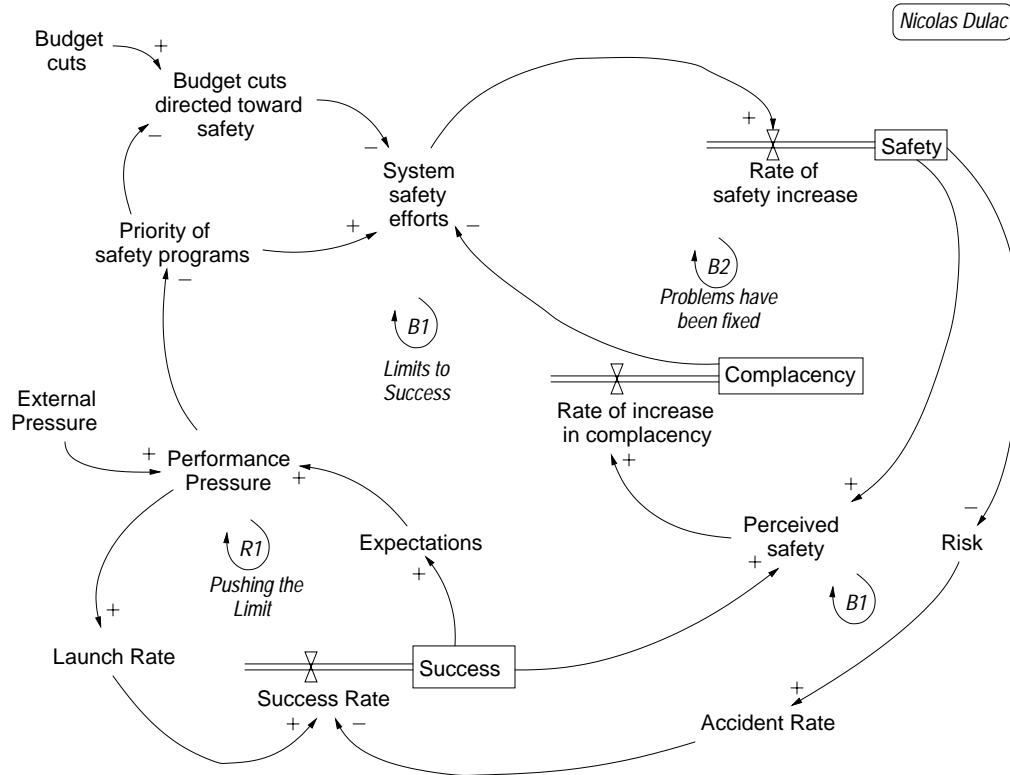 Nicolas Dulac
Budget
cuts
+
Budget cuts
directed toward
safety
−
−
+
Safety
System
safety
efforts
Rate of
safety increase
Priority of
safety programs
+
−
−
B2
Problems have
been fixed
B1
Limits to
Success
Complacency
External
Pressure
Rate of increase
in complacency
+
Performance
Pressure
+
+
+
−
R1
Pushing the
Limit
Expectations
+
Perceived
safety
+
Risk
B1
+
Launch Rate
Success
Success Rate
+
−
+
Accident Rate